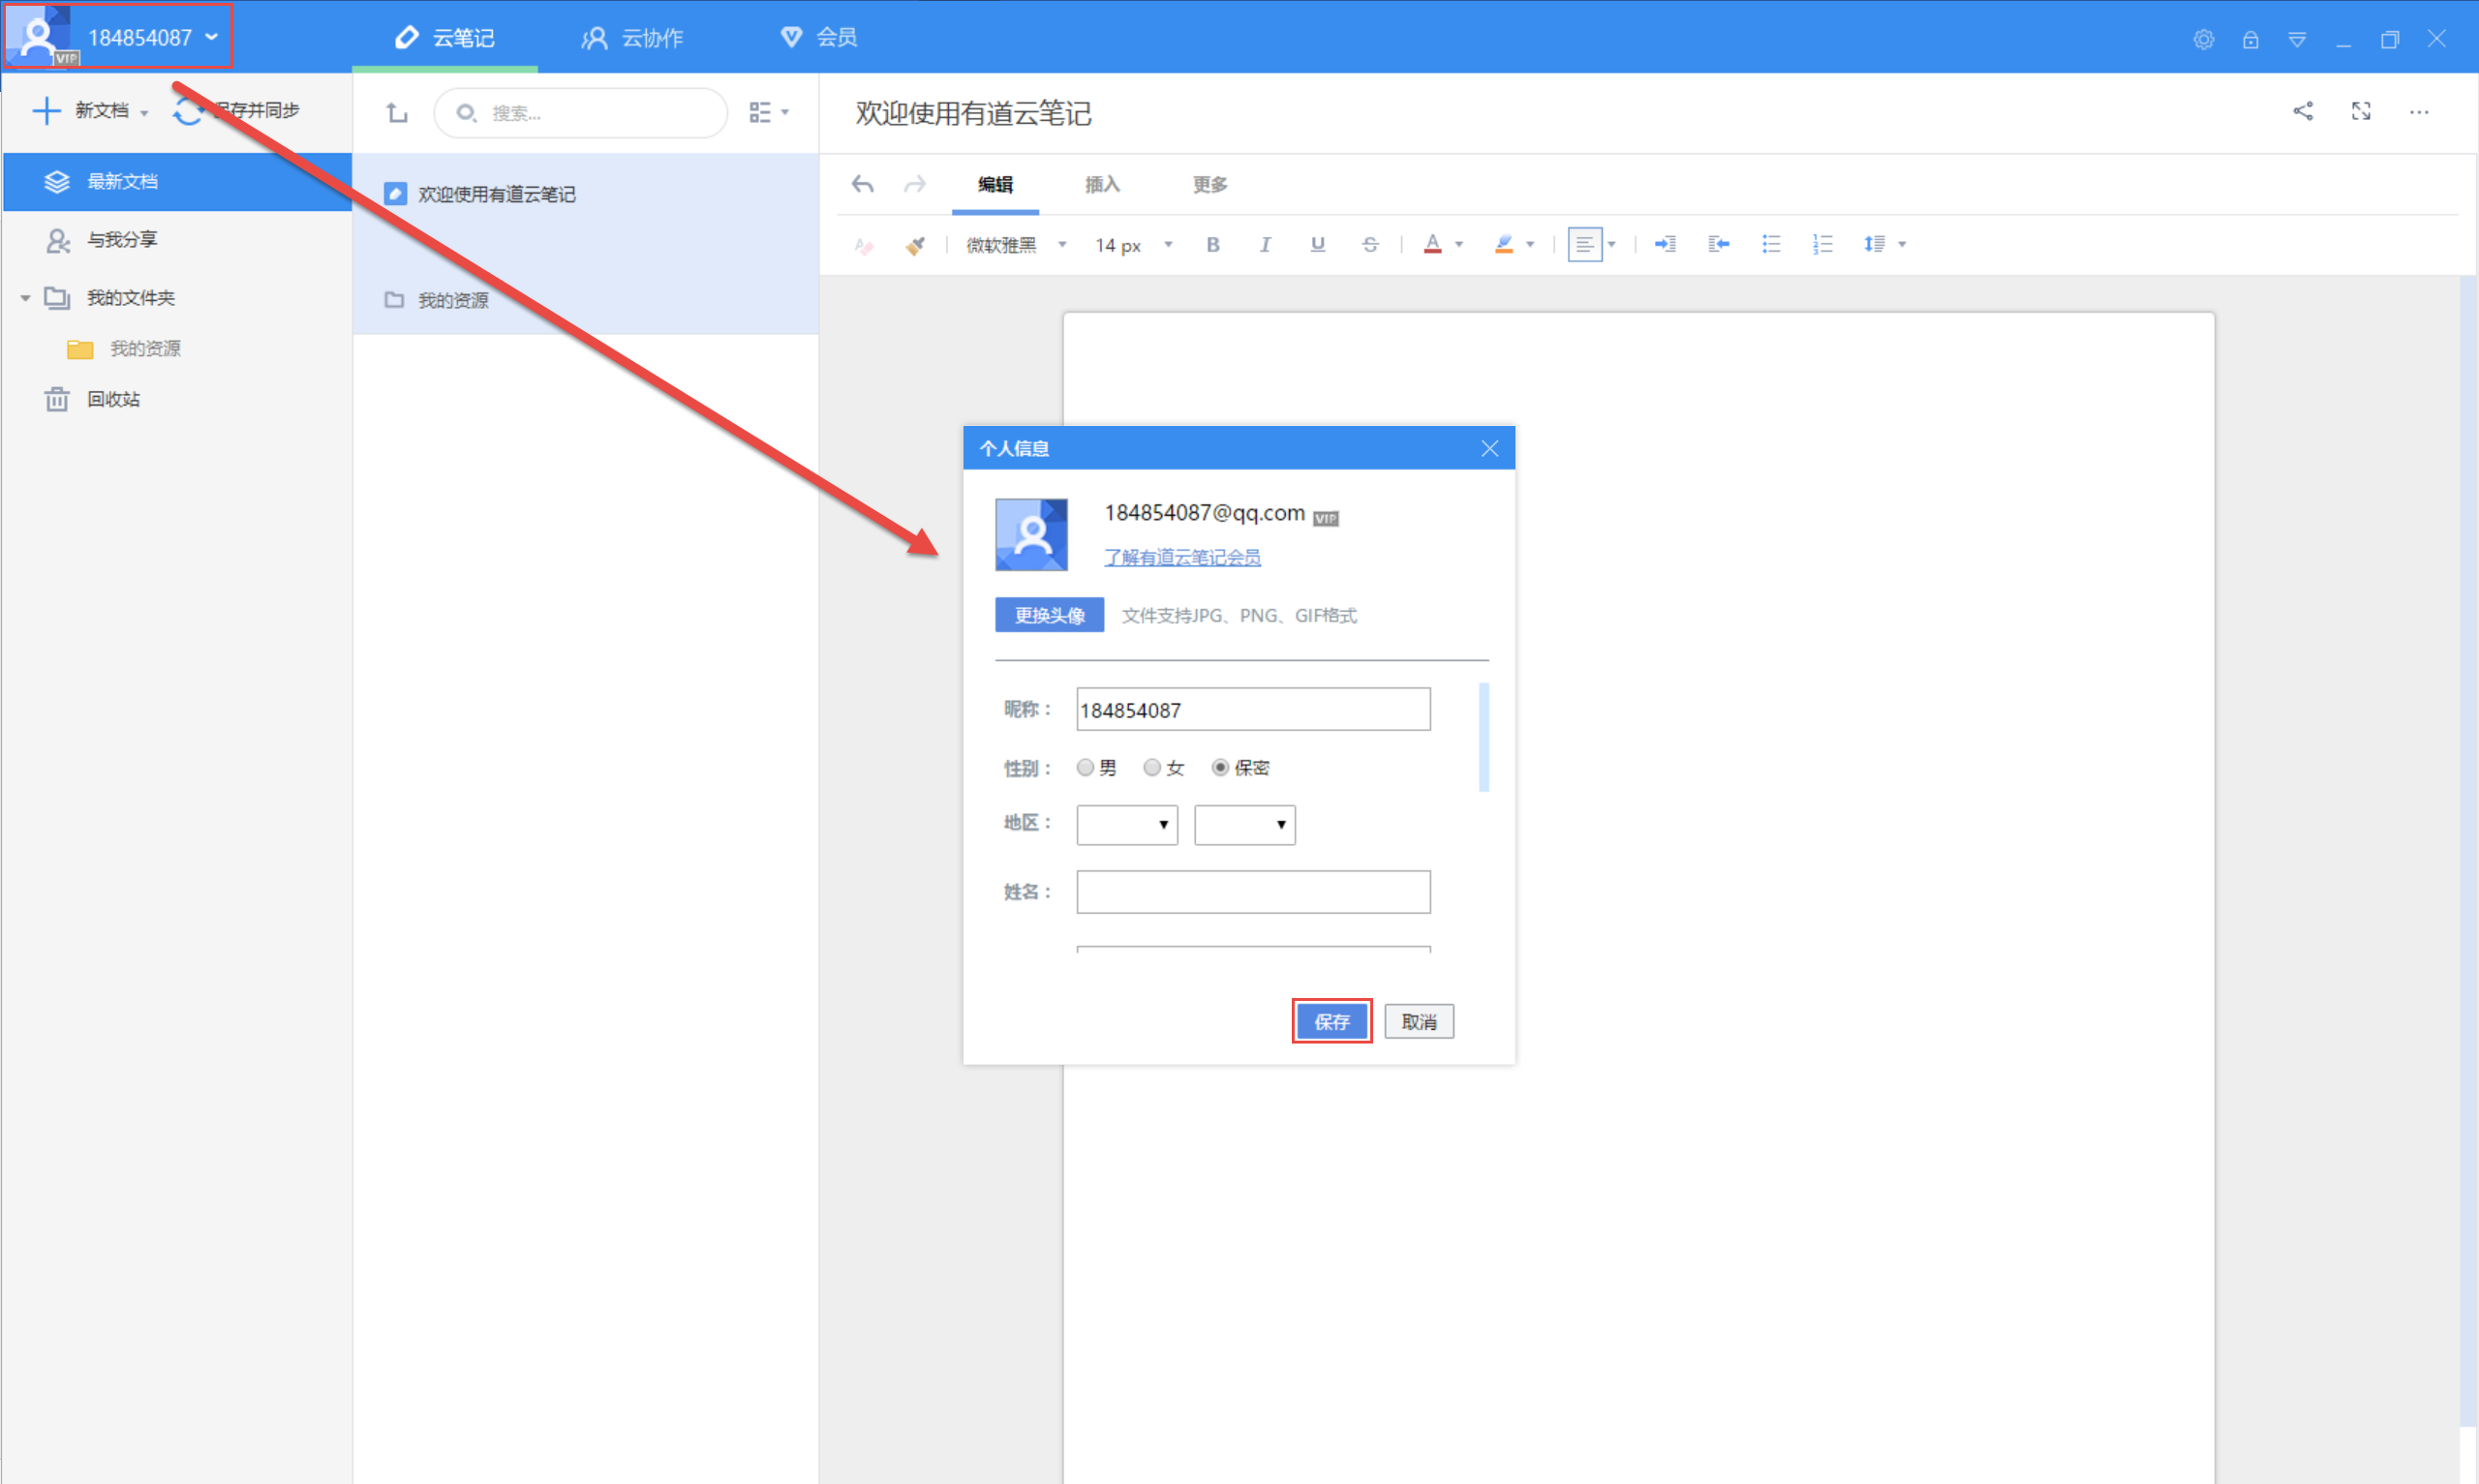 184854087
VIP
云笔记
云协作
会员
新文档
保存并同步
搜索...
欢迎使用有道云笔记
最新文档
与我分享
我的文件夹
我的资源
回收站
欢迎使用有道云笔记
我的资源
编辑
插入
更多
微软雅黑
14 px
B
I
U
S
A
个人信息
184854087@qq.com VIP
了解有道云笔记会员
更换头像
文件支持JPG、PNG、GIF格式
昵称：
184854087
性别：
男
女
保密
地区：
姓名：
保存
取消